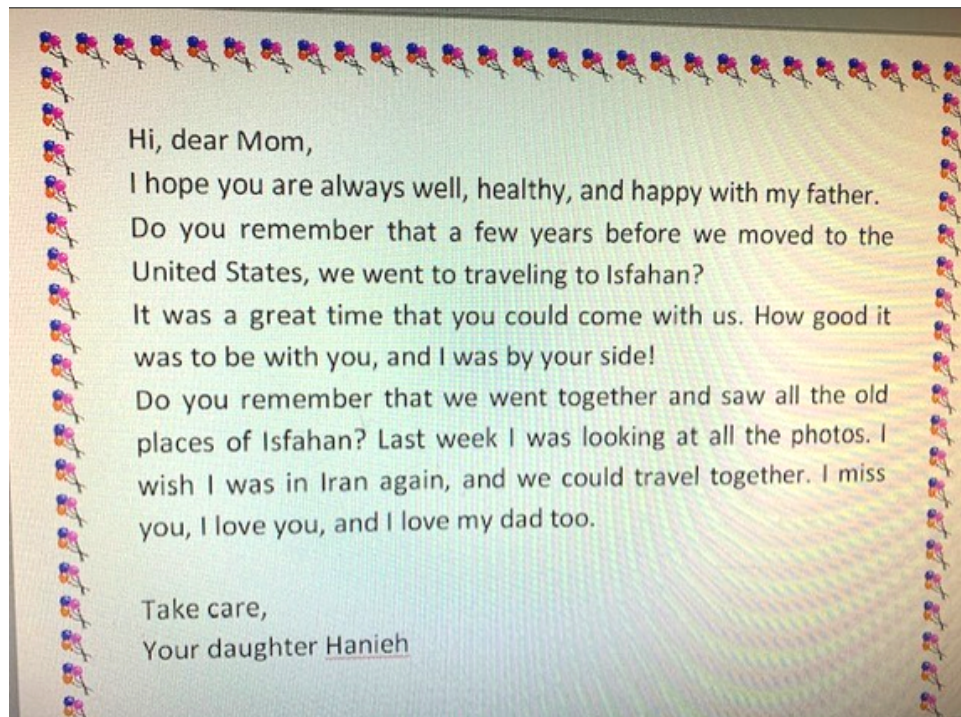 Hi, dear Mom,
I hope you are always well, healthy, and happy with my father.
Do you remember that a few years before we moved to the
United States, we went to traveling to Isfahan?
It was a great time that you could come with us. How good it
was to be with you, and I was by your side!
Do you remember that we went together and saw all the old
places of Isfahan? Last week I was looking at all the photos. I
wish I was in Iran again, and we could travel together. I miss
you, I love you, and I love my dad too.
Take care,
Your daughter Hanieh